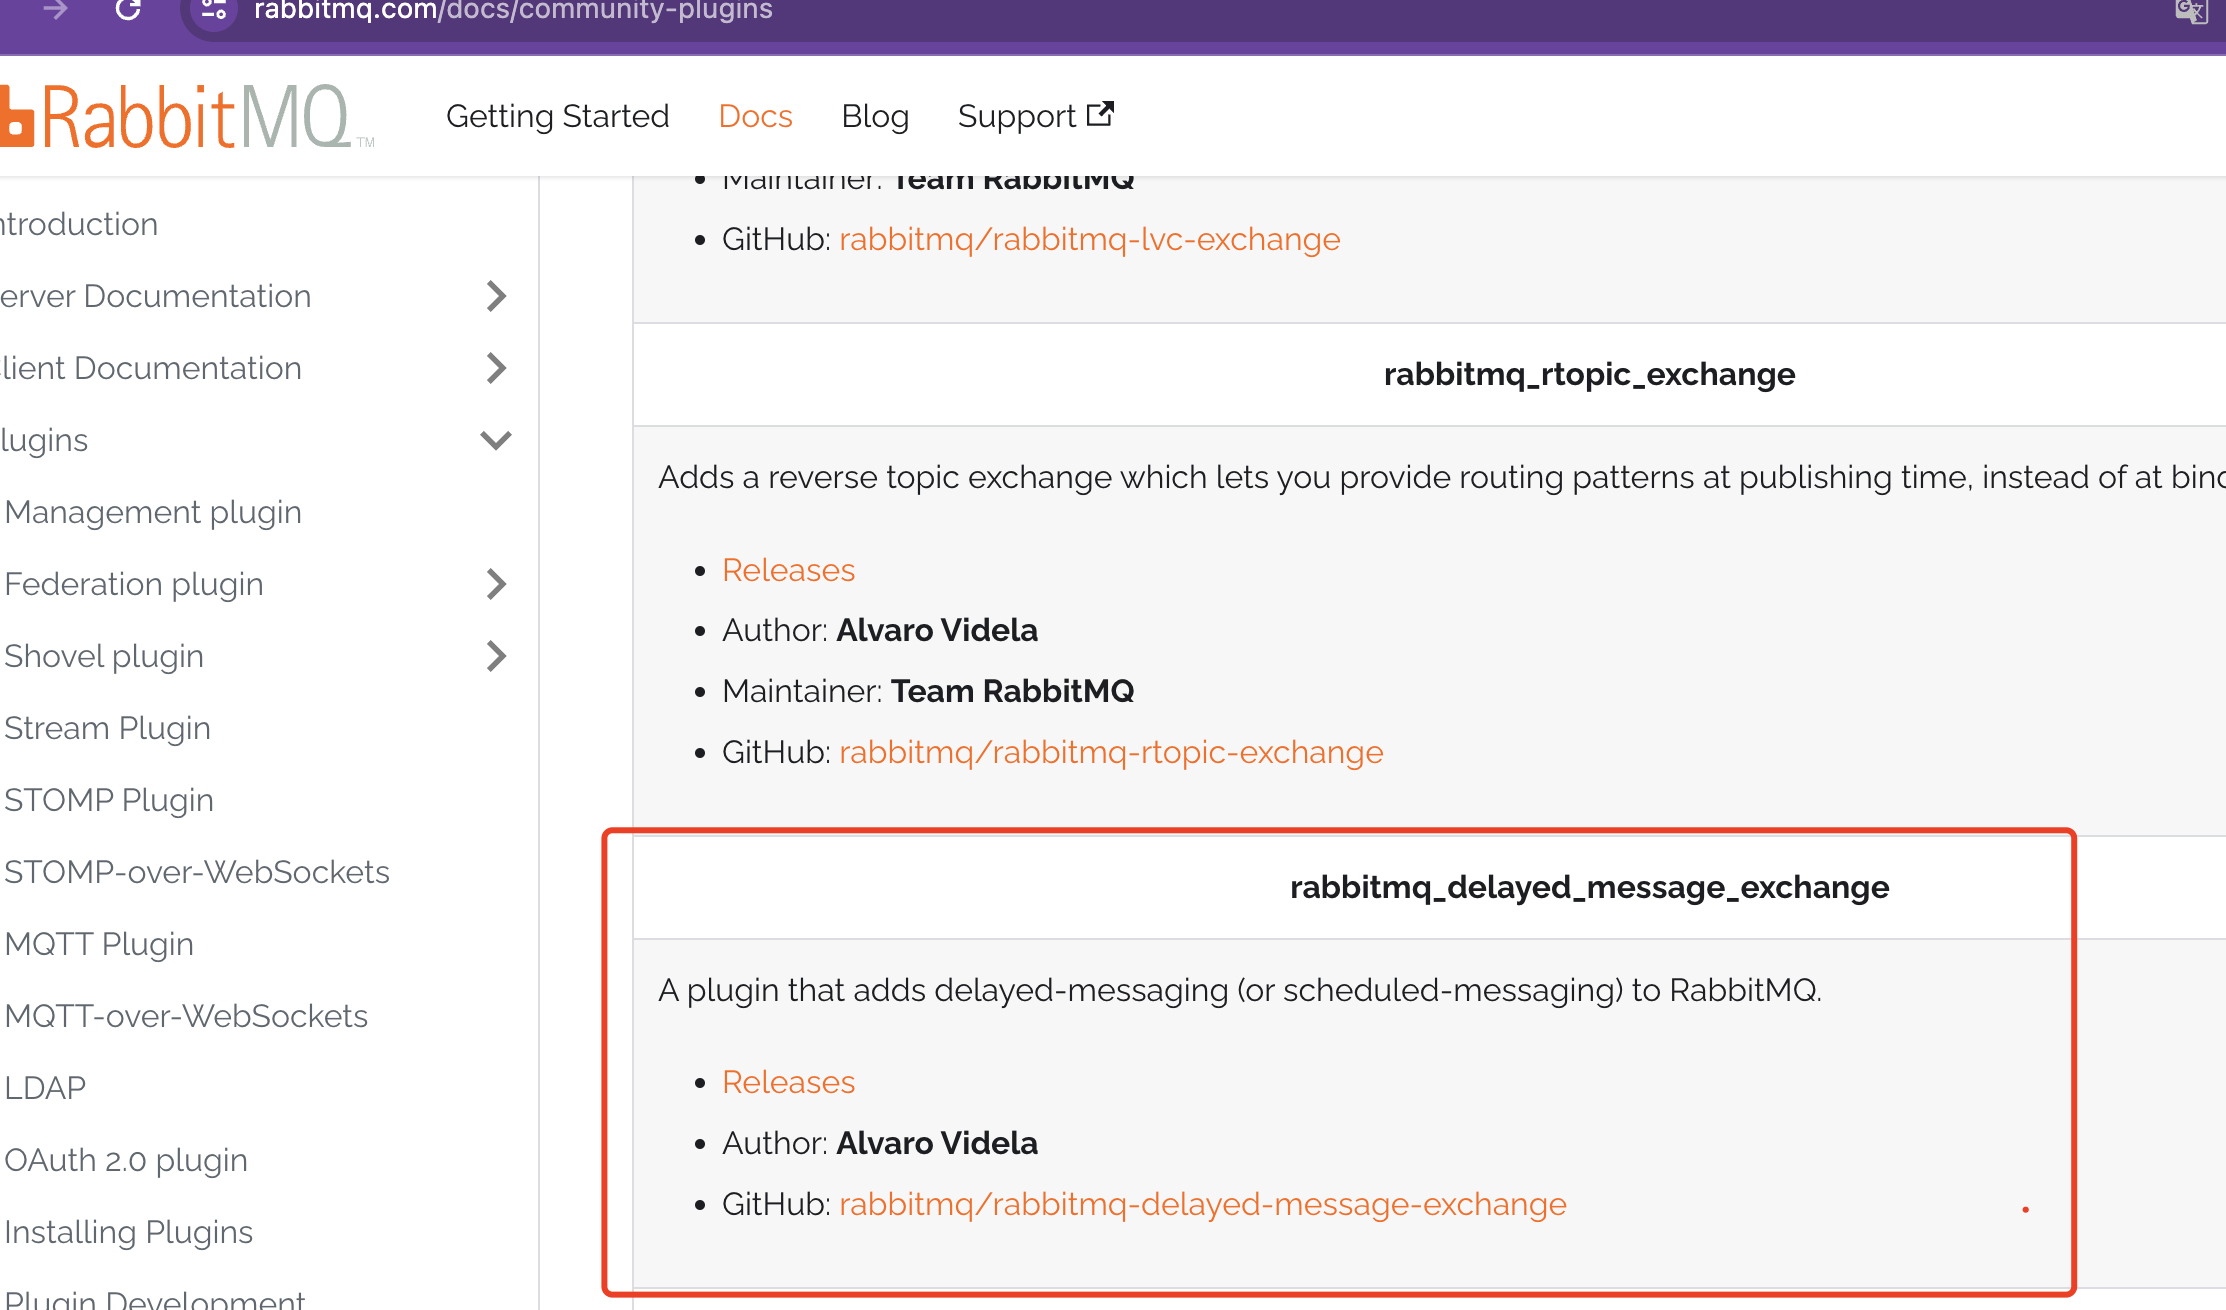 rabbitmq.com/docs/community-plugins
RabbitMQ TM
Getting Started Docs Blog Support
Maintainer: Team RabbitMQ
GitHub: rabbitmq/rabbitmq-lvc-exchange
ntroduction
erver Documentation
lient Documentation
lugins
Management plugin
Federation plugin
Shovel plugin
Stream Plugin
STOMP Plugin
STOMP-over-WebSockets
MQTT Plugin
MQTT-over-WebSockets
LDAP
OAuth 2.0 plugin
Installing Plugins
Plugin Development
rabbitmq_rtopic_exchange
Adds a reverse topic exchange which lets you provide routing patterns at publishing time, instead of at
Releases
Author: Alvaro Videla
Maintainer: Team RabbitMQ
GitHub: rabbitmq/rabbitmq-rtopic-exchange
rabbitmq_delayed_message_exchange
A plugin that adds delayed-messaging (or scheduled-messaging) to RabbitMQ.
Releases
Author: Alvaro Videla
GitHub: rabbitmq/rabbitmq-delayed-message-exchange